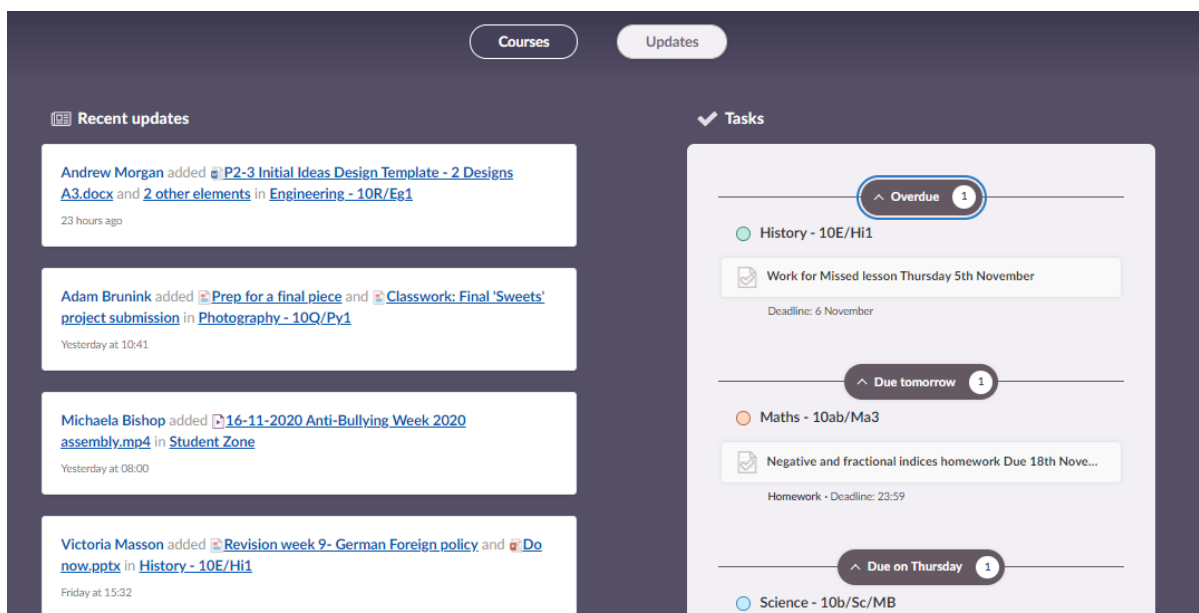 Courses
Updates
Recent updates
Andrew Morgan added P2-3 Initial Ideas Design Template - 2 Designs
A3.docx and 2 other elements in Engineering - 10R/Eg1
23 hours ago
Adam Brunink added Prep for a final piece and Classwork: Final 'Sweets'
project submission in Photography - 10Q/Py1
Yesterday at 10:41
Michaela Bishop added 16-11-2020 Anti-Bullying Week 2020
assembly.mp4 in Student Zone
Yesterday at 08:00
Victoria Masson added Revision week 9- German Foreign policy and Do
now.pptx in History - 10E/Hi1
Friday at 15:32
Tasks
Overdue 1
History - 10E/Hi1
Work for Missed lesson Thursday 5th November
Deadline: 6 November
Due tomorrow 1
Maths - 10ab/Ma3
Negative and fractional indices homework Due 18th Nove...
Homework • Deadline: 23:59
Due on Thursday 1
Science - 10b/Sc/MB